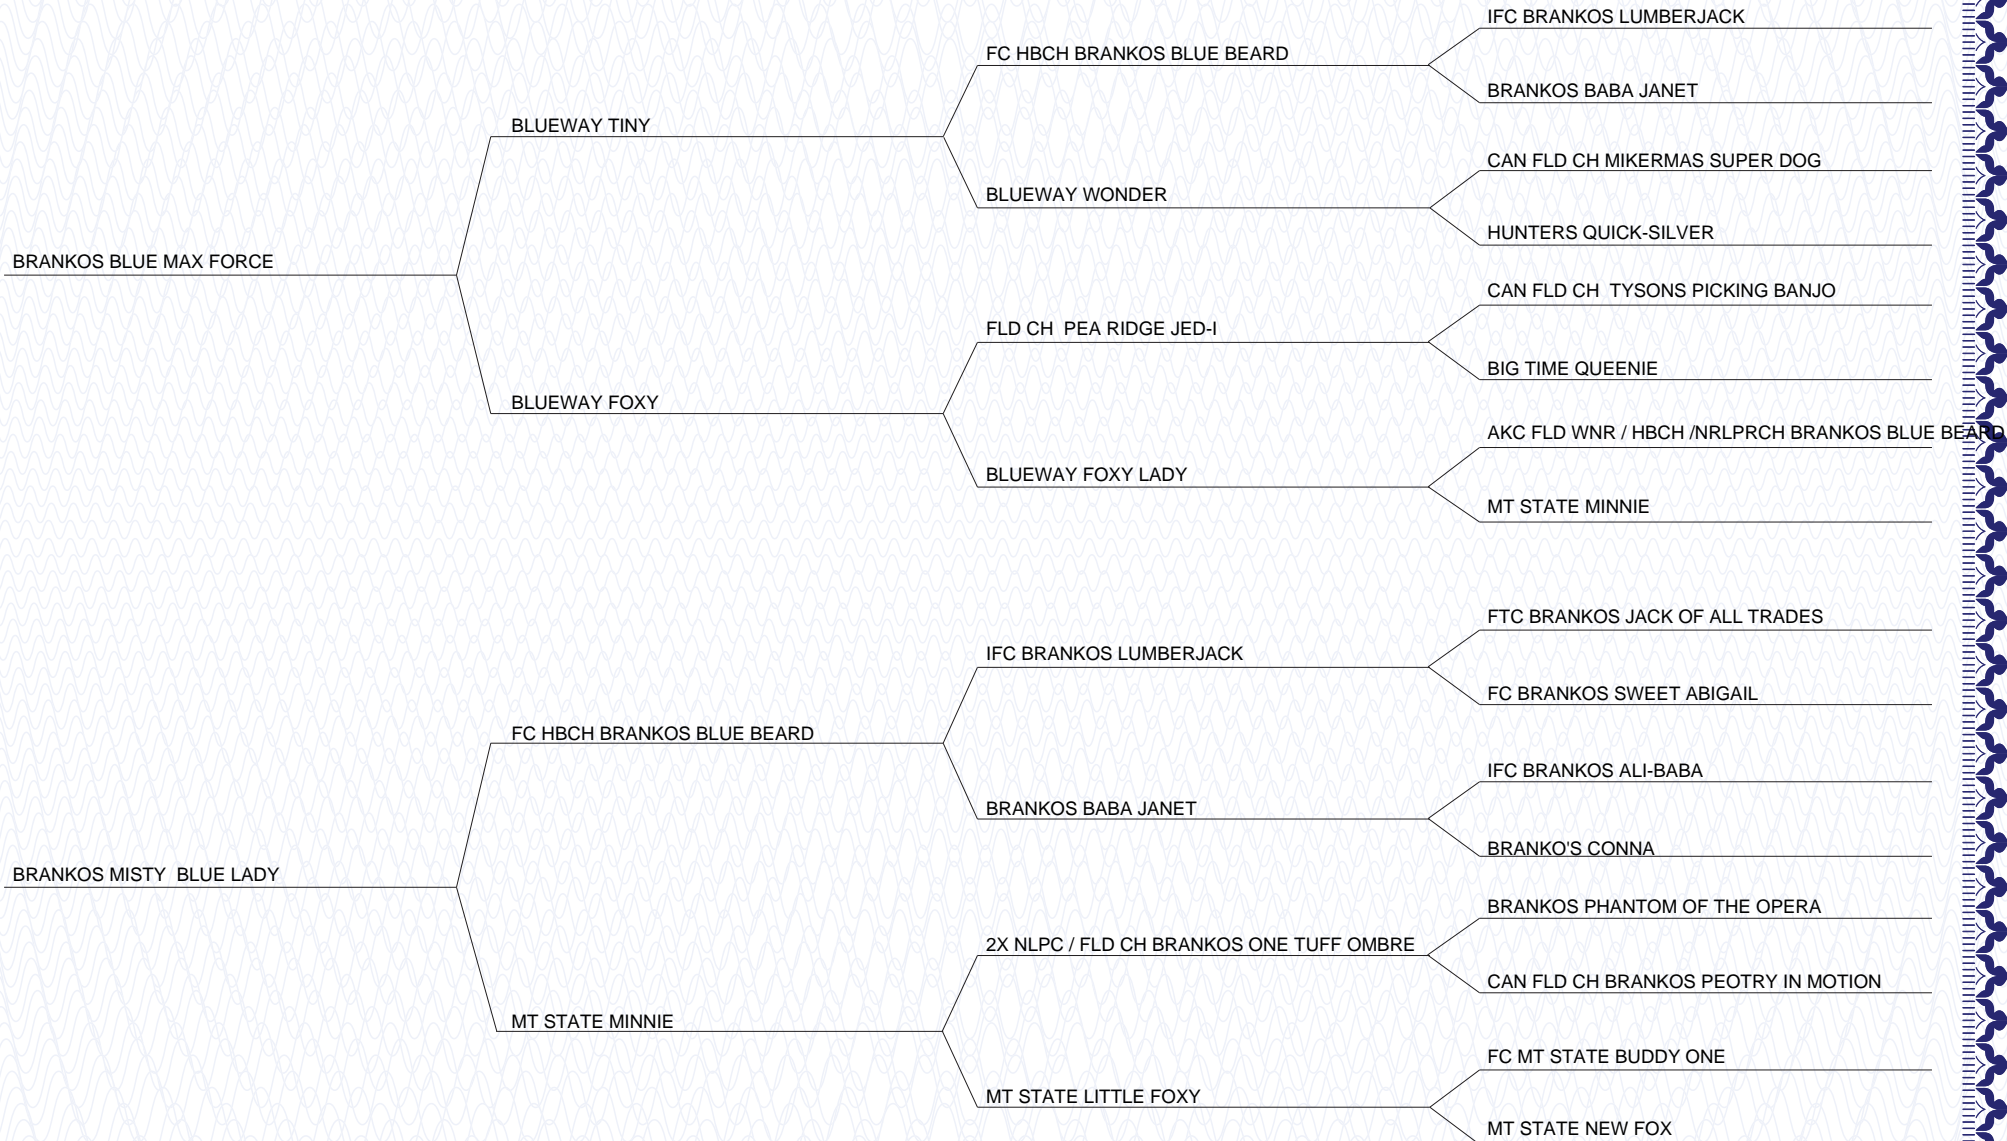 IFC BRANKOS LUMBERJACK
FC HBCH BRANKOS BLUE BEARD
BRANKOS BABA JANET
BLUEWAY TINY
CAN FLD CH MIKERMAS SUPER DOG
BLUEWAY WONDER
HUNTERS QUICK-SILVER
BRANKOS BLUE MAX FORCE
CAN FLD CH  TYSONS PICKING BANJO
FLD CH  PEA RIDGE JED-I
BIG TIME QUEENIE
BLUEWAY FOXY
AKC FLD WNR / HBCH /NRLPRCH BRANKOS BLUE BEARD
BLUEWAY FOXY LADY
MT STATE MINNIE
FTC BRANKOS JACK OF ALL TRADES
IFC BRANKOS LUMBERJACK
FC BRANKOS SWEET ABIGAIL
FC HBCH BRANKOS BLUE BEARD
IFC BRANKOS ALI-BABA
BRANKOS BABA JANET
BRANKO'S CONNA
BRANKOS MISTY  BLUE LADY
BRANKOS PHANTOM OF THE OPERA
2X NLPC / FLD CH BRANKOS ONE TUFF OMBRE
CAN FLD CH BRANKOS PEOTRY IN MOTION
MT STATE MINNIE
FC MT STATE BUDDY ONE
MT STATE LITTLE FOXY
MT STATE NEW FOX